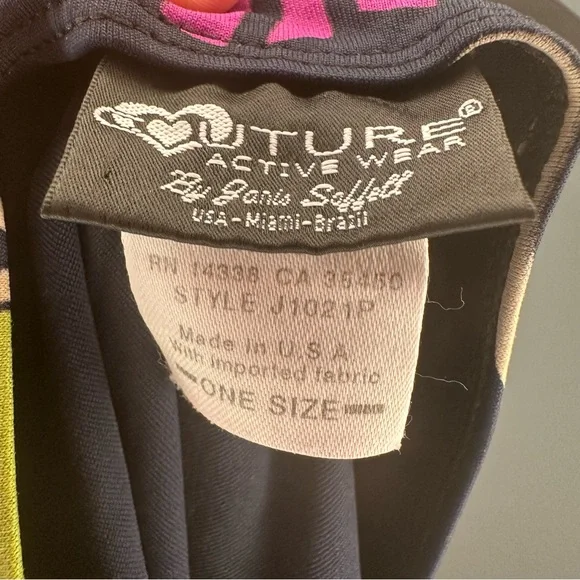 COUTURE®
ACTIVE WEAR
By Janis Soffett
USA-Miami-Brazil
RN 14338 CA 35450
STYLE J1021P
Made in U.S.A
with imported fabric
ONE SIZE